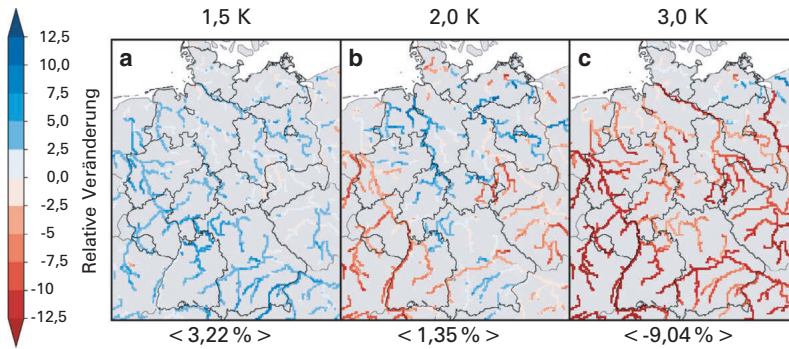 1,5 K
2,0 K
3,0 K
a
b
c
Relative Veränderung
12,5
10,0
7,5
5,0
2,5
0,0
-2,5
-5
-7,5
-10
-12,5
< 3,22 % >
< 1,35 % >
< -9,04 % >